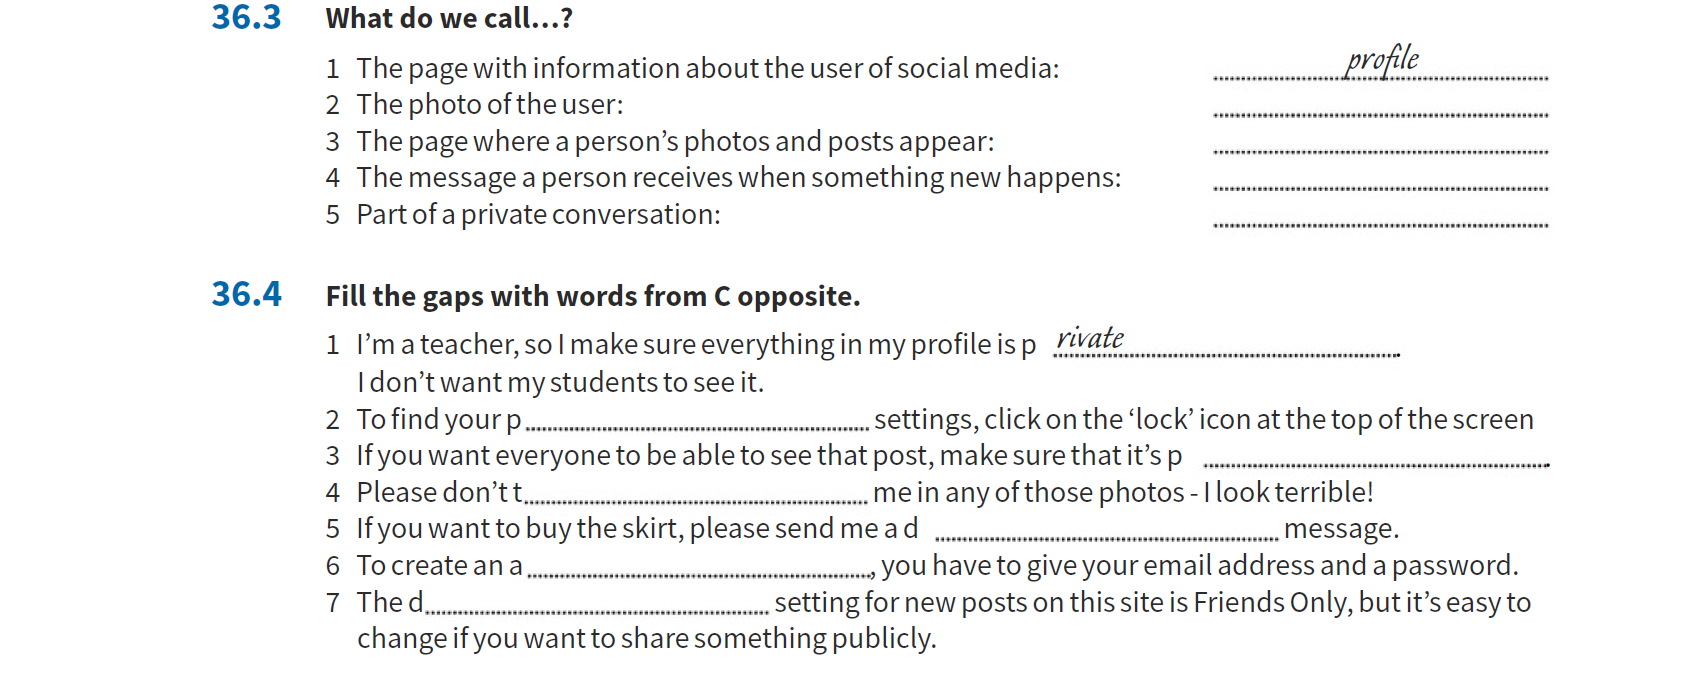 36.3 What do we call…?
1 The page with information about the user of social media: profile
2 The photo of the user:
3 The page where a person’s photos and posts appear:
4 The message a person receives when something new happens:
5 Part of a private conversation:
36.4 Fill the gaps with words from C opposite.
1 I’m a teacher, so I make sure everything in my profile is p rivate .
I don’t want my students to see it.
2 To find your p settings, click on the ‘lock’ icon at the top of the screen
3 If you want everyone to be able to see that post, make sure that it’s p .
4 Please don’t t me in any of those photos - I look terrible!
5 If you want to buy the skirt, please send me a d message.
6 To create an a , you have to give your email address and a password.
7 The d setting for new posts on this site is Friends Only, but it’s easy to
change if you want to share something publicly.